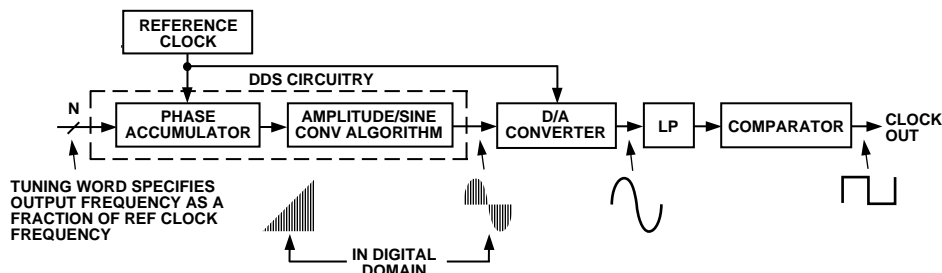 REFERENCE
CLOCK
DDS CIRCUITRY
N
PHASE
ACCUMULATOR
AMPLITUDE/SINE
CONV ALGORITHM
D/A
CONVERTER
LP
COMPARATOR
CLOCK
OUT
TUNING WORD SPECIFIES
OUTPUT FREQUENCY AS A
FRACTION OF REF CLOCK
FREQUENCY
IN DIGITAL
DOMAIN